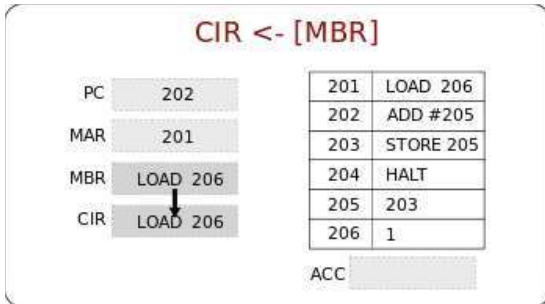 CIR <- [MBR]
PC 202
MAR 201
MBR LOAD 206
CIR LOAD 206
201 LOAD 206
202 ADD #205
203 STORE 205
204 HALT
205 203
206 1
ACC